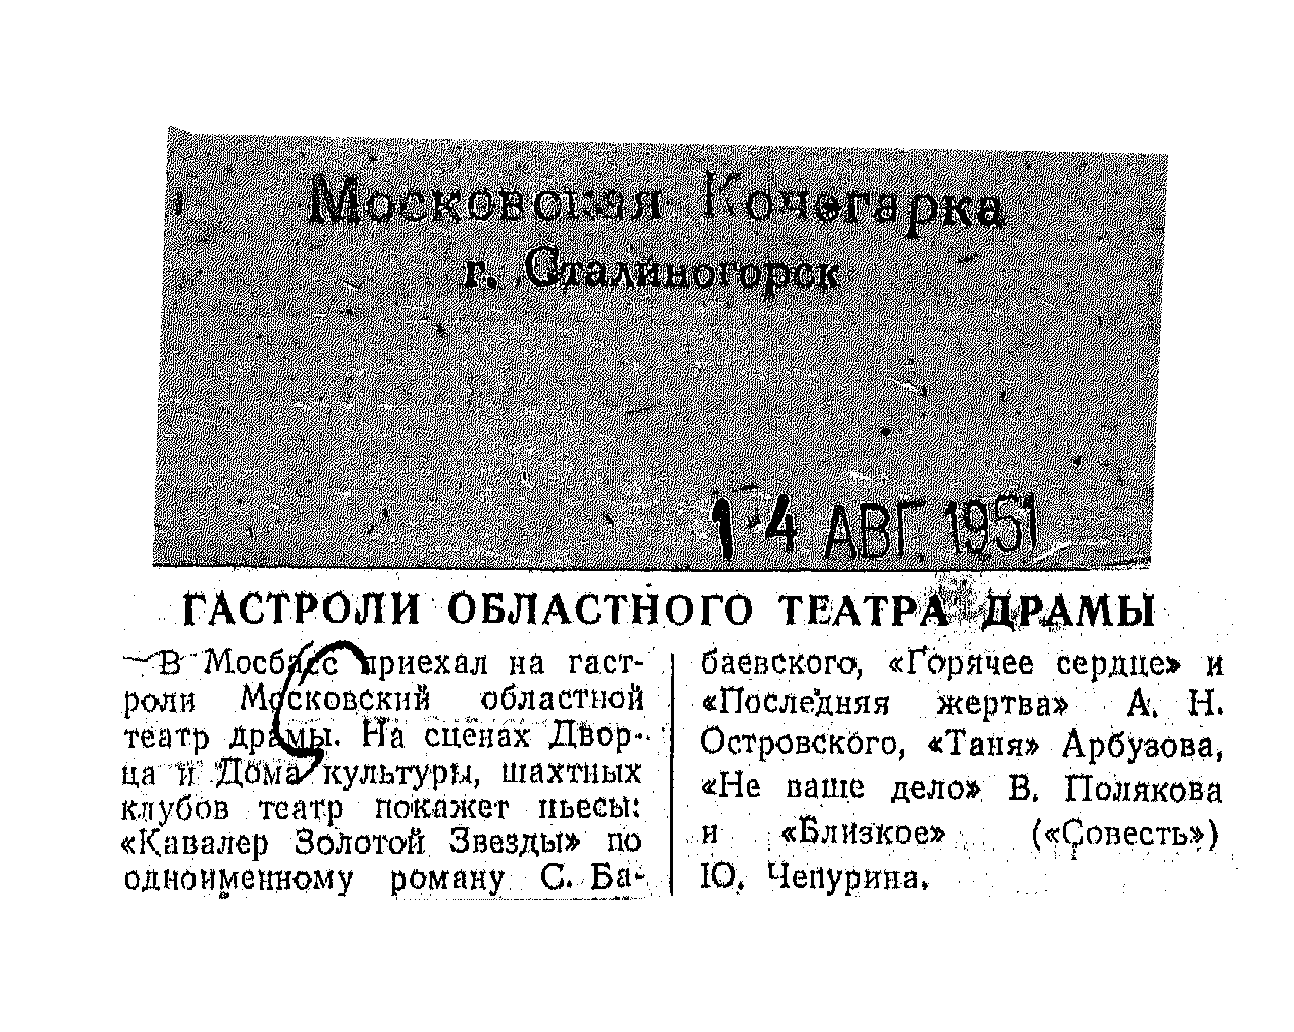 Московская Кочегарка
г. Сталиногорск
14 АВГ. 1951
ГАСТРОЛИ ОБЛАСТНОГО ТЕАТРА ДРАМЫ
В Мосбасс приехал на гаст-
роли Московский областной
театр драмы. На сценах Двор-
ца и Дома культуры, шахтных
клубов театр покажет пьесы:
«Кавалер Золотой Звезды» по
одноименному роману С. Ба-
баевского, «Горячее сердце» и
«Последняя жертва» А. Н.
Островского, «Таня» Арбузова,
«Не ваше дело» В. Полякова
и «Близкое» («Совесть»)
Ю. Чепурина.